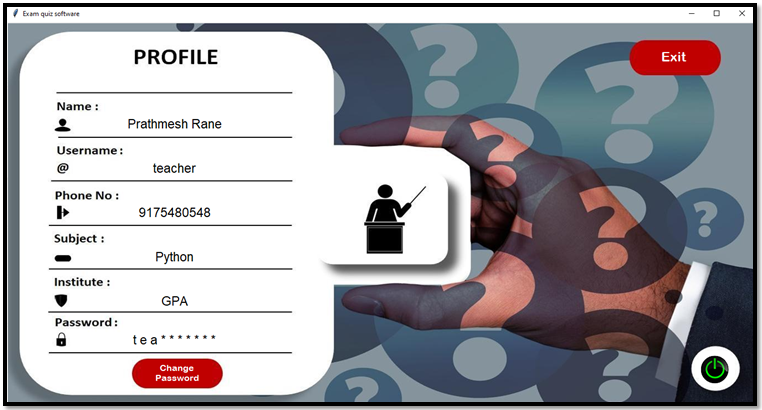 Exam quiz software
PROFILE
Exit
Name :
Prathmesh Rane
Username :
@ teacher
Phone No :
9175480548
Subject :
Python
Institute :
GPA
Password :
t e a * * * * * * *
Change
Password
? ? ? ? ? ? ?